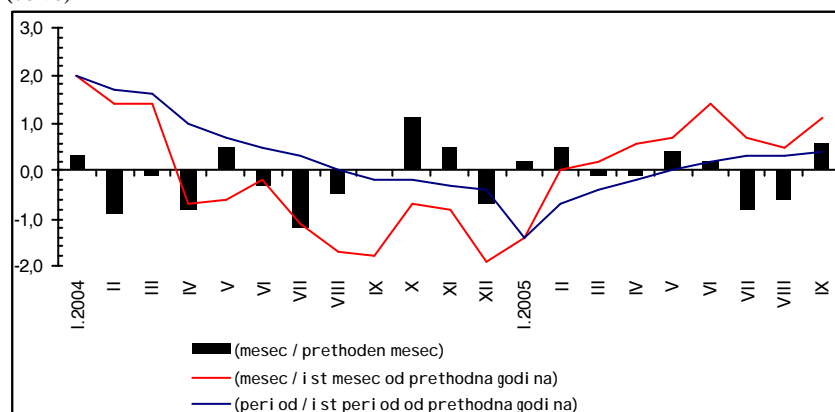 3,0
2,0
1,0
0,0
-1,0
-2,0
I.2004 II III IV V VI VII VIII IX X XI XII I.2005 II III IV V VI VII VIII IX
(mesec / prethoden mesec)
(mesec / ist mesec od prethodna godina)
(period / ist period od prethodna godina)